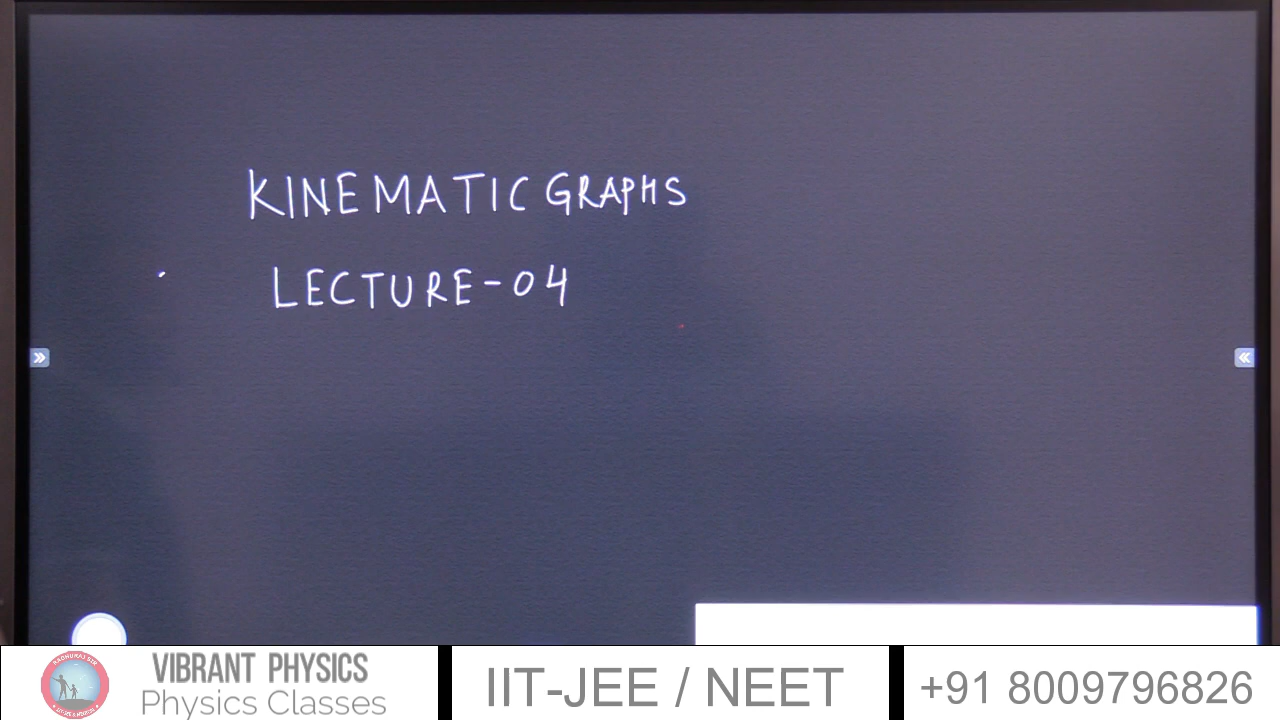 KINEMATIC GRAPHS
LECTURE-04
VIBRANT PHYSICS
Physics Classes
IIT-JEE / NEET
+91 8009796826